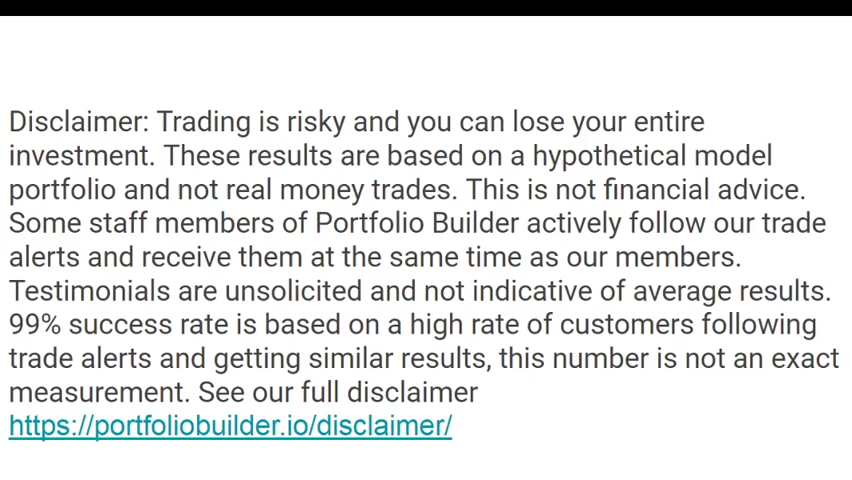 Disclaimer: Trading is risky and you can lose your entire
investment. These results are based on a hypothetical model
portfolio and not real money trades. This is not financial advice.
Some staff members of Portfolio Builder actively follow our trade
alerts and receive them at the same time as our members.
Testimonials are unsolicited and not indicative of average results.
99% success rate is based on a high rate of customers following
trade alerts and getting similar results, this number is not an exact
measurement. See our full disclaimer
https://portfoliobuilder.io/disclaimer/